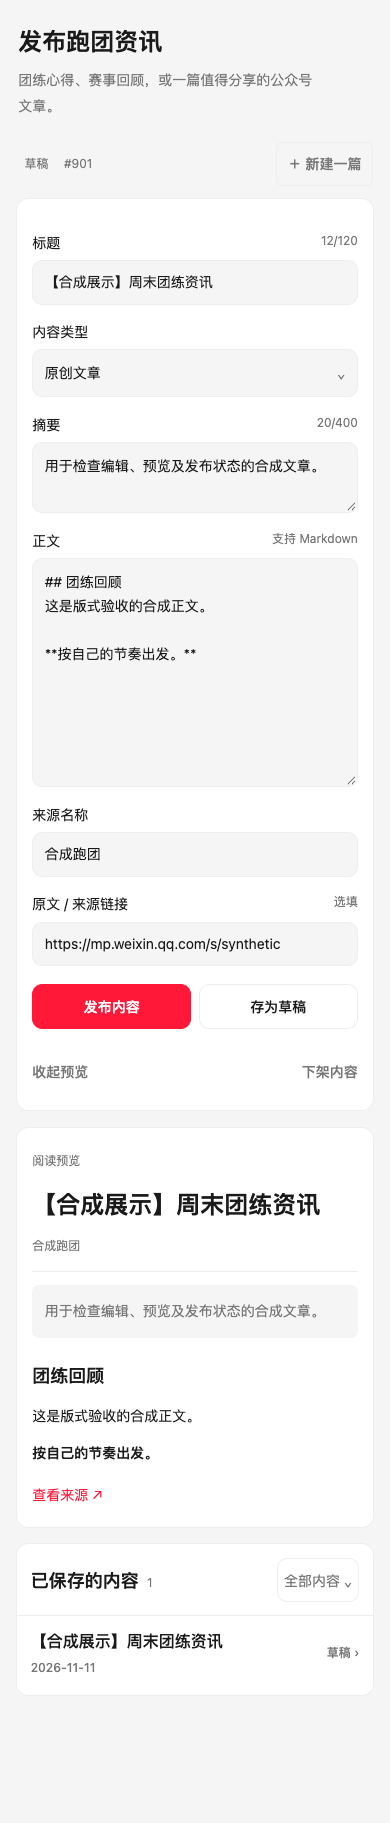 发布跑团资讯
团练心得、赛事回顾，或一篇值得分享的公众号
文章。
草稿 #901
+ 新建一篇
标题 12/120
【合成展示】周末团练资讯
内容类型
原创文章
摘要 20/400
用于检查编辑、预览及发布状态的合成文章。
正文 支持 Markdown
## 团练回顾
这是版式验收的合成正文。
**按自己的节奏出发。**
来源名称
合成跑团
原文 / 来源链接 选填
https://mp.weixin.qq.com/s/synthetic
发布内容 存为草稿
收起预览 下架内容
阅读预览
【合成展示】周末团练资讯
合成跑团
用于检查编辑、预览及发布状态的合成文章。
团练回顾
这是版式验收的合成正文。
按自己的节奏出发。
查看来源 ↗
已保存的内容 1 全部内容
【合成展示】周末团练资讯
2026-11-11
草稿 ›